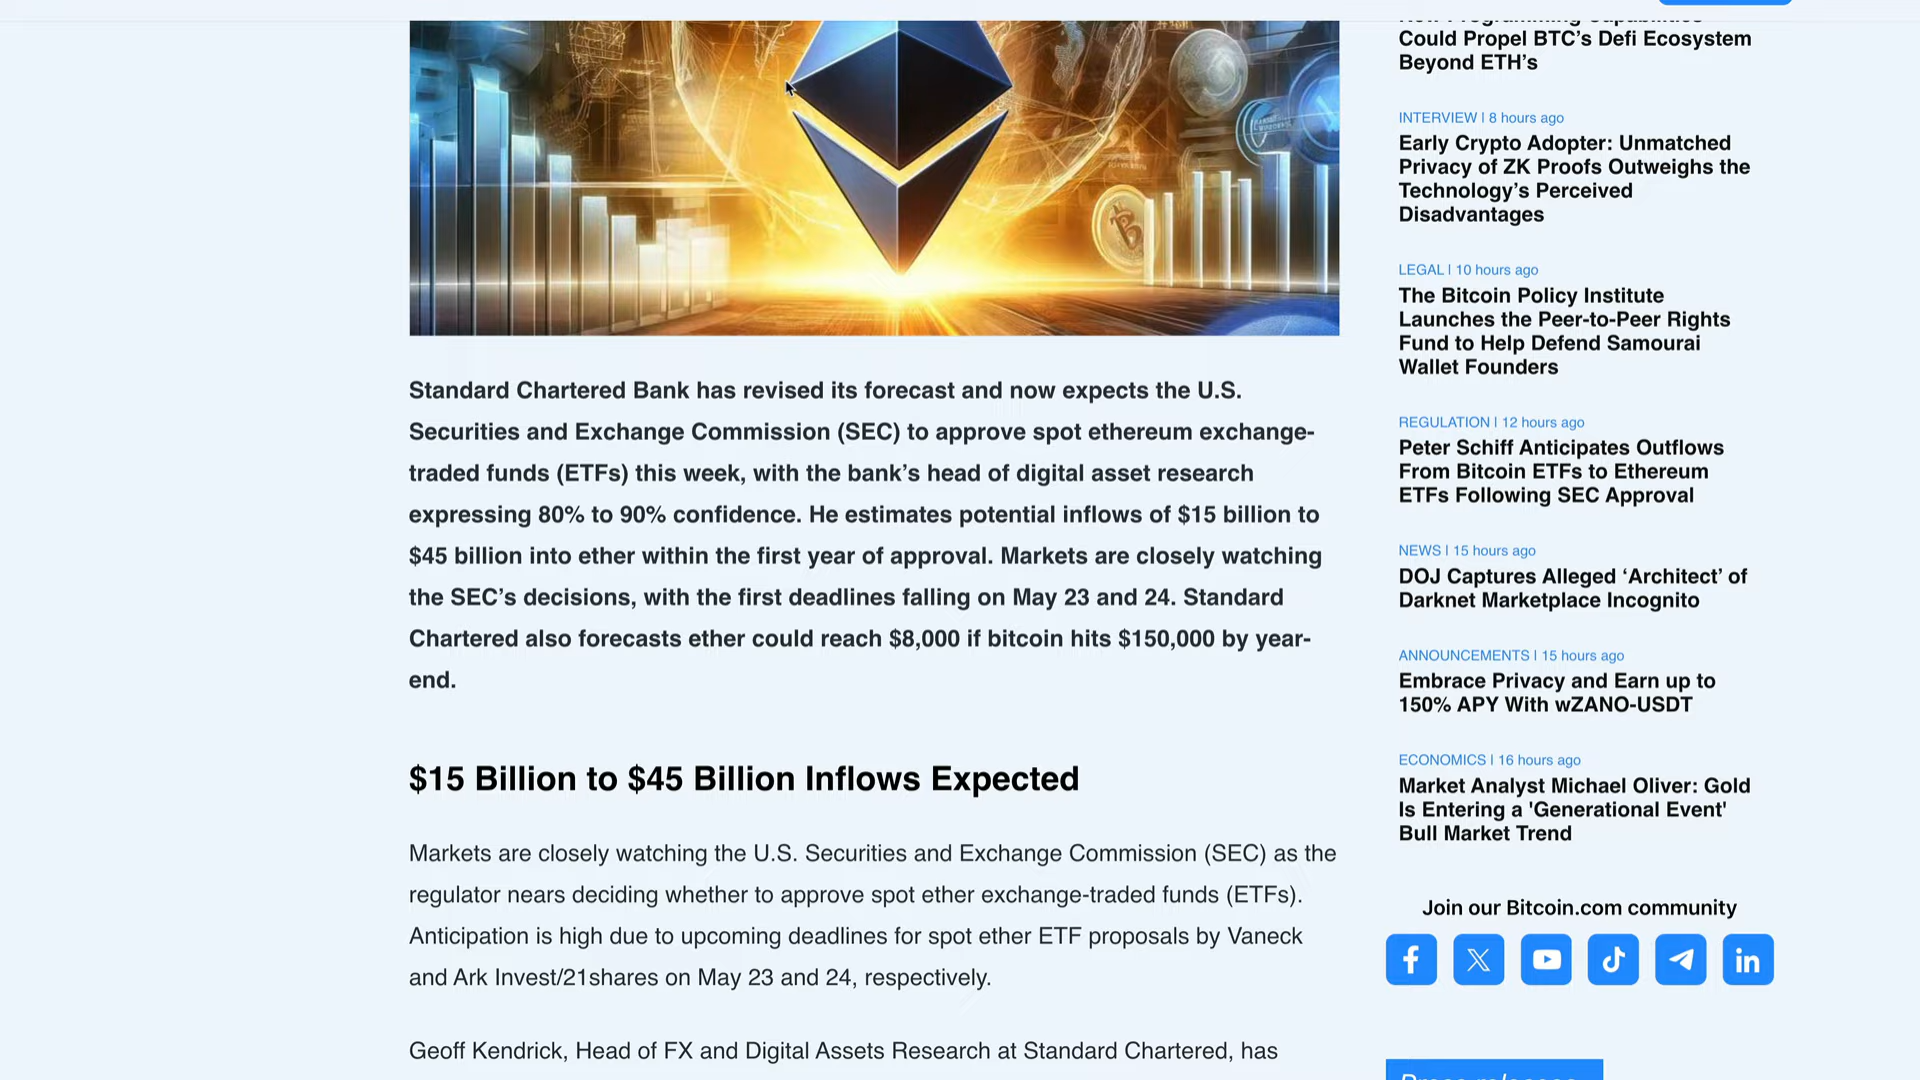 Standard Chartered Bank has revised its forecast and now expects the U.S.
Securities and Exchange Commission (SEC) to approve spot ethereum exchange-
traded funds (ETFs) this week, with the bank’s head of digital asset research
expressing 80% to 90% confidence. He estimates potential inflows of $15 billion to
$45 billion into ether within the first year of approval. Markets are closely watching
the SEC’s decisions, with the first deadlines falling on May 23 and 24. Standard
Chartered also forecasts ether could reach $8,000 if bitcoin hits $150,000 by year-
end.
$15 Billion to $45 Billion Inflows Expected
Markets are closely watching the U.S. Securities and Exchange Commission (SEC) as the
regulator nears deciding whether to approve spot ether exchange-traded funds (ETFs).
Anticipation is high due to upcoming deadlines for spot ether ETF proposals by Vaneck
and Ark Invest/21shares on May 23 and 24, respectively.
Geoff Kendrick, Head of FX and Digital Assets Research at Standard Chartered, has
Could Propel BTC’s Defi Ecosystem
Beyond ETH’s
INTERVIEW | 8 hours ago
Early Crypto Adopter: Unmatched
Privacy of ZK Proofs Outweighs the
Technology’s Perceived
Disadvantages
LEGAL | 10 hours ago
The Bitcoin Policy Institute
Launches the Peer-to-Peer Rights
Fund to Help Defend Samourai
Wallet Founders
REGULATION | 12 hours ago
Peter Schiff Anticipates Outflows
From Bitcoin ETFs to Ethereum
ETFs Following SEC Approval
NEWS | 15 hours ago
DOJ Captures Alleged ‘Architect’ of
Darknet Marketplace Incognito
ANNOUNCEMENTS | 15 hours ago
Embrace Privacy and Earn up to
150% APY With wZANO-USDT
ECONOMICS | 16 hours ago
Market Analyst Michael Oliver: Gold
Is Entering a 'Generational Event'
Bull Market Trend
Join our Bitcoin.com community